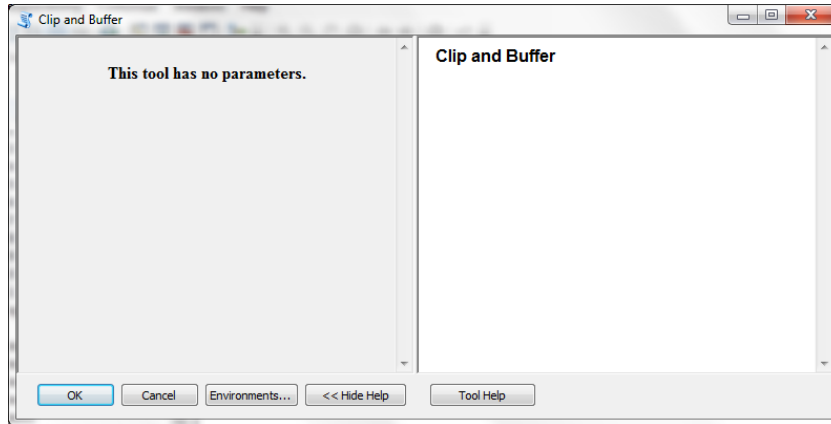 Clip and Buffer
This tool has no parameters.
Clip and Buffer
OK Cancel Environments... << Hide Help Tool Help